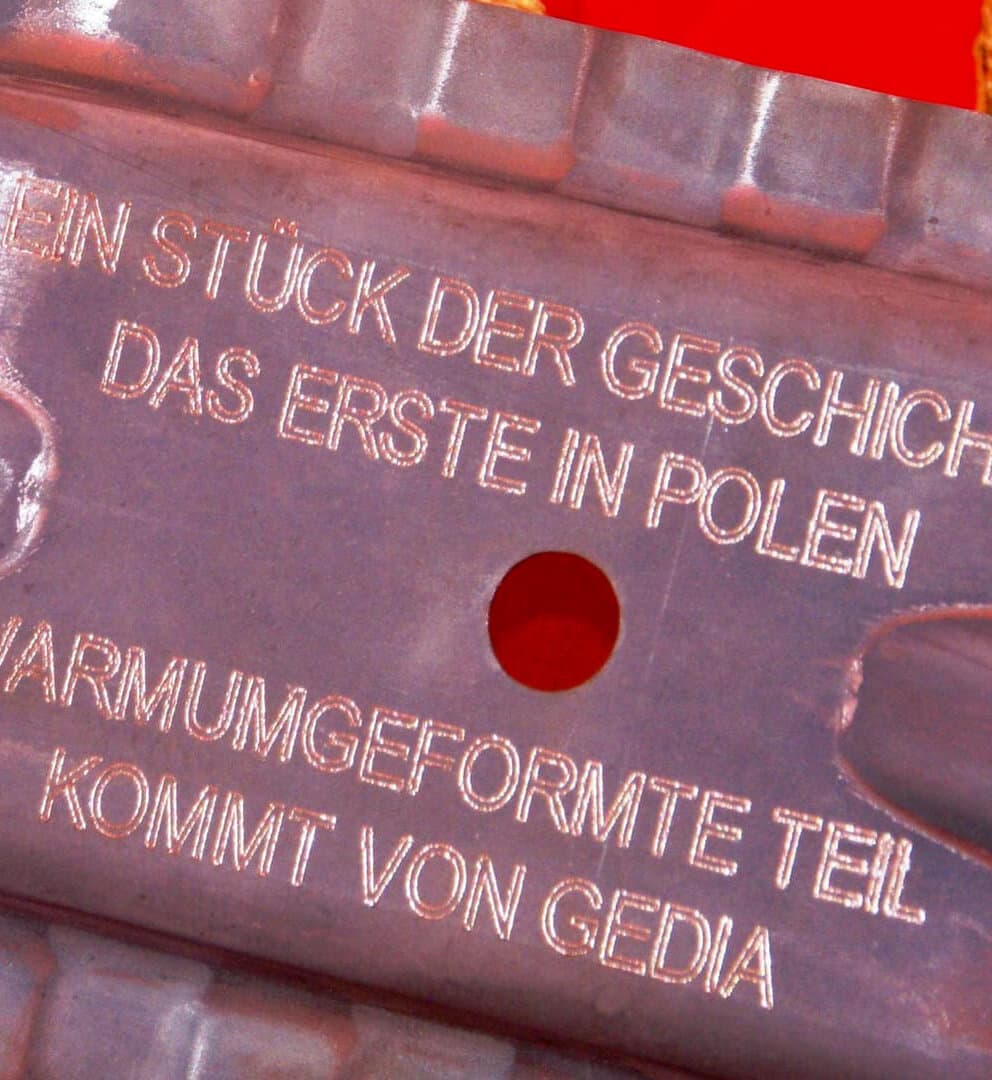 EIN STÜCK DER GESCHICH
DAS ERSTE IN POLEN
WARMUMGEFORMTE TEIL
KOMMT VON GEDIA